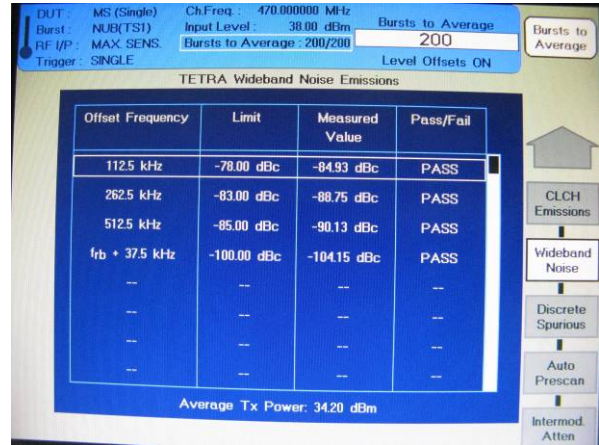 DUT: MS (Single) Ch.Freq.: 470.000000 MHz
Burst: NUB(TS1) Input Level: 38.00 dBm Bursts to Average
RF I/P: MAX. SENS. Bursts to Average: 200/200 200
Trigger: SINGLE Level Offsets ON
Bursts to
Average
TETRA Wideband Noise Emissions
Offset Frequency Limit Measured Value Pass/Fail
112.5 kHz -78.00 dBc -84.93 dBc PASS
262.5 kHz -83.00 dBc -88.75 dBc PASS
512.5 kHz -85.00 dBc -90.13 dBc PASS
frb + 37.5 kHz -100.00 dBc -104.15 dBc PASS
-- -- -- --
-- -- -- --
-- -- -- --
-- -- -- --
Average Tx Power: 34.20 dBm
CLCH
Emissions
Wideband
Noise
Discrete
Spurious
Auto
Prescan
Intermod.
Atten